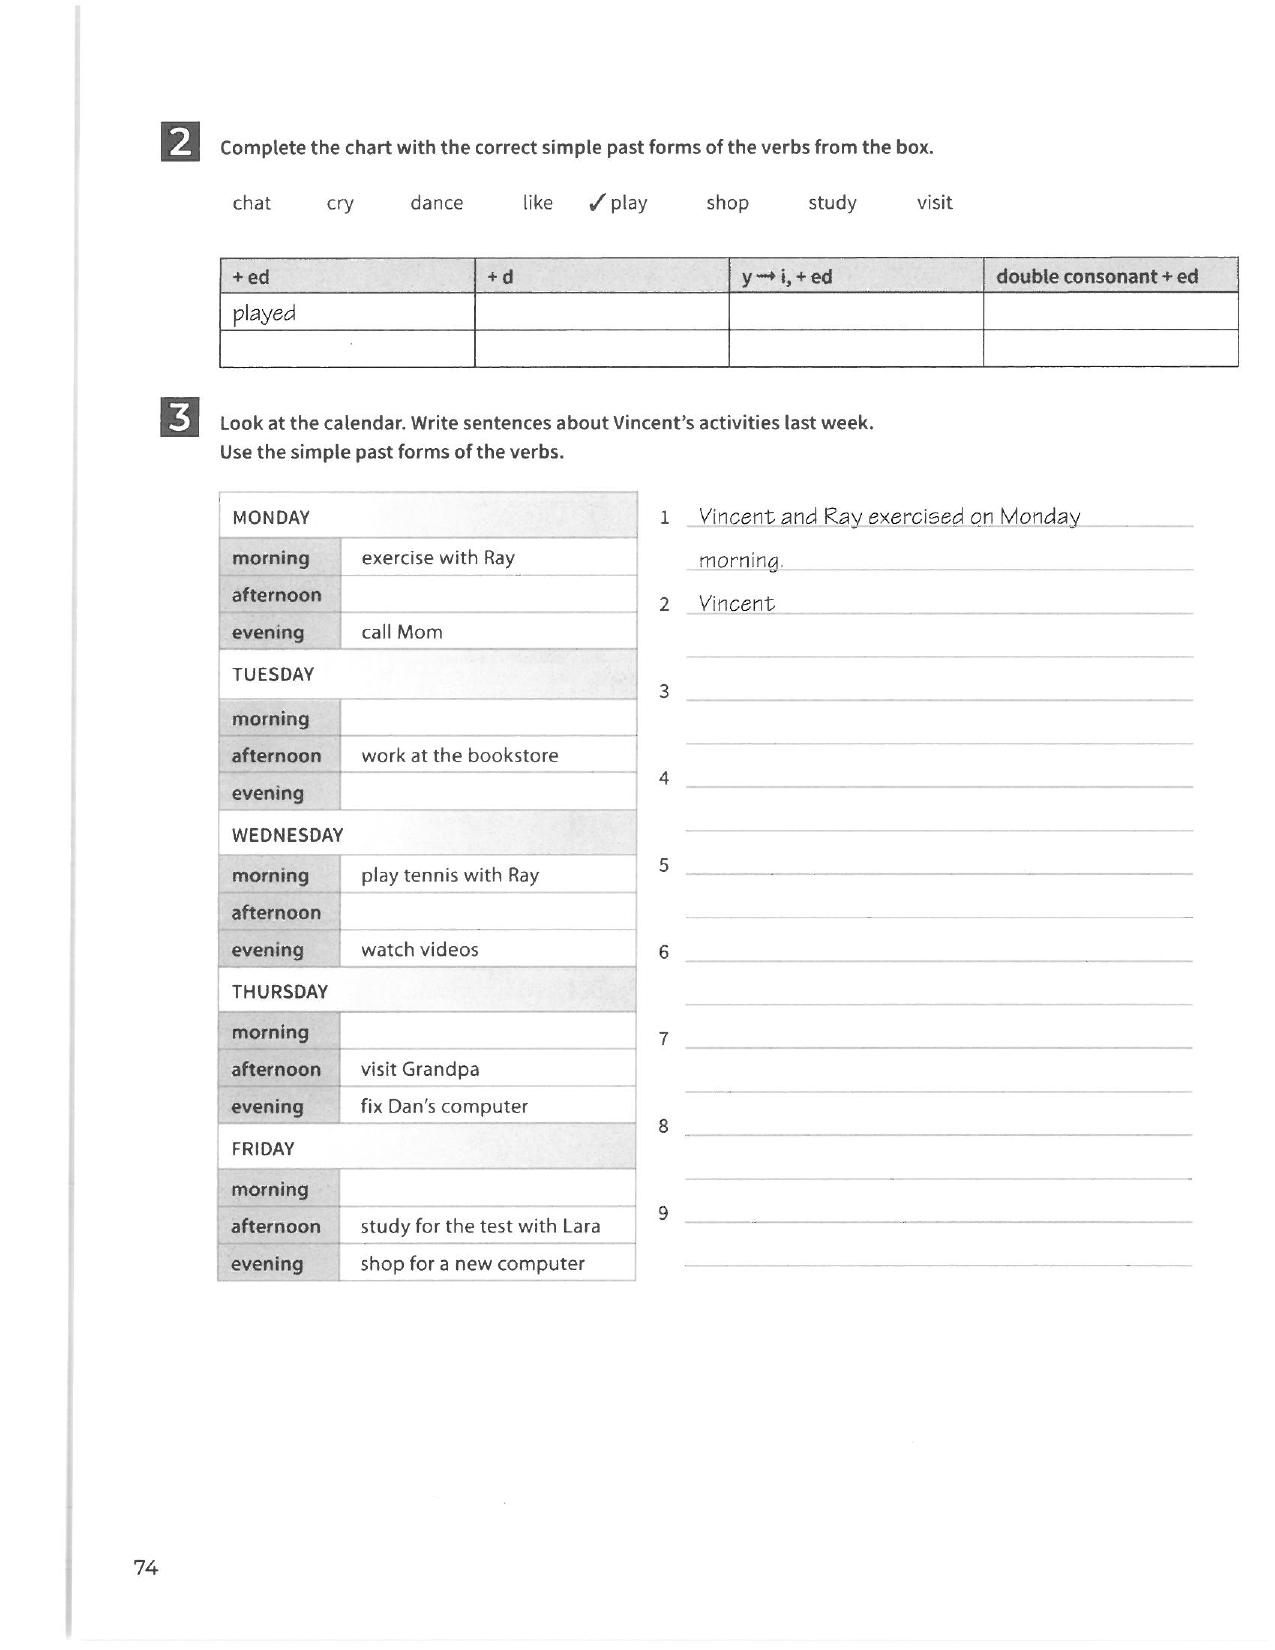 2 Complete the chart with the correct simple past forms of the verbs from the box.
chat cry dance like ✓ play shop study visit
+ ed + d y → i, + ed double consonant + ed
played
3 Look at the calendar. Write sentences about Vincent's activities last week.
Use the simple past forms of the verbs.
MONDAY
morning exercise with Ray
afternoon
evening call Mom
TUESDAY
morning
afternoon work at the bookstore
evening
WEDNESDAY
morning play tennis with Ray
afternoon
evening watch videos
THURSDAY
morning
afternoon visit Grandpa
evening fix Dan's computer
FRIDAY
morning
afternoon study for the test with Lara
evening shop for a new computer
1 Vincent and Ray exercised on Monday
morning.
2 Vincent
3
4
5
6
7
8
9
74